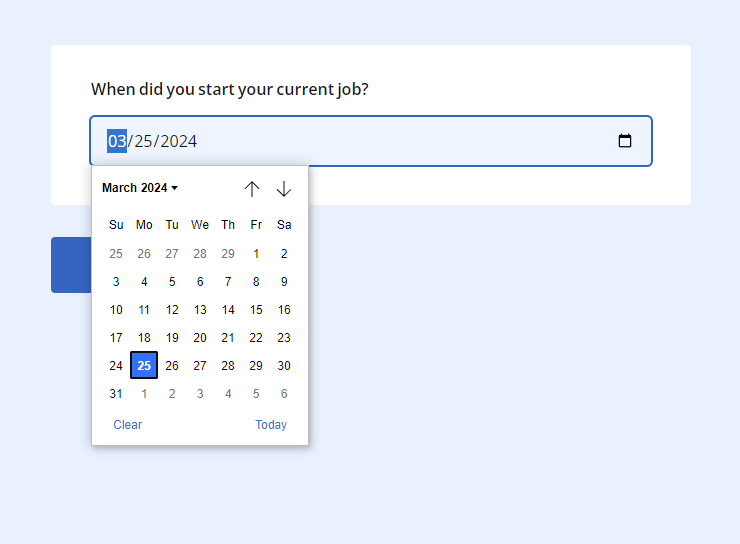 When did you start your current job?
03/25/2024
March 2024
Su Mo Tu We Th Fr Sa
25 26 27 28 29 1 2
3 4 5 6 7 8 9
10 11 12 13 14 15 16
17 18 19 20 21 22 23
24 25 26 27 28 29 30
31 1 2 3 4 5 6
Clear Today